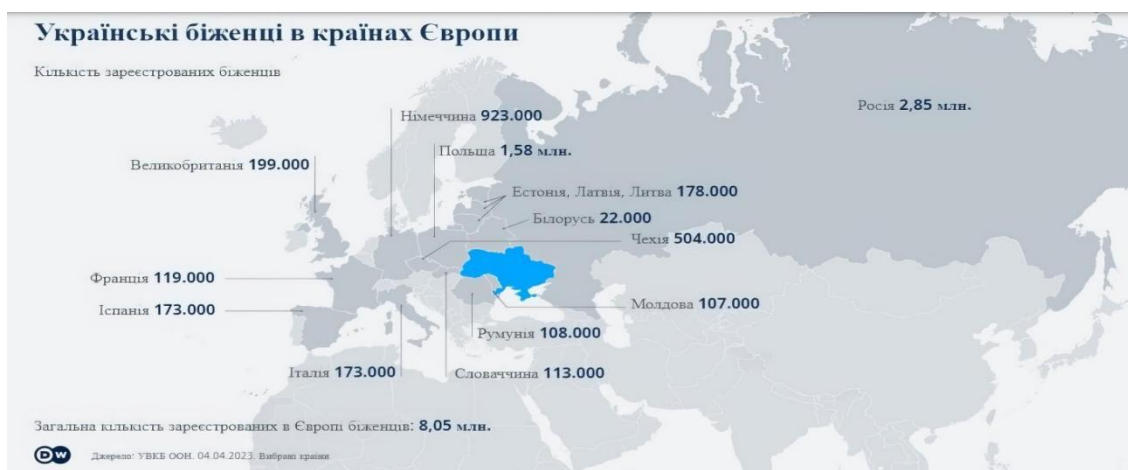 Українські біженці в країнах Європи
Кількість зареєстрованих біженців
Росія 2,85 млн.
Німеччина 923.000
Польща 1,58 млн.
Великобританія 199.000
Естонія, Латвія, Литва 178.000
Білорусь 22.000
Чехія 504.000
Франція 119.000
Молдова 107.000
Іспанія 173.000
Румунія 108.000
Італія 173.000
Словаччина 113.000
Загальна кількість зареєстрованих в Європі біженців: 8,05 млн.
DW Джерело: УВКБ ООН. 04.04.2023. Вибрані країни